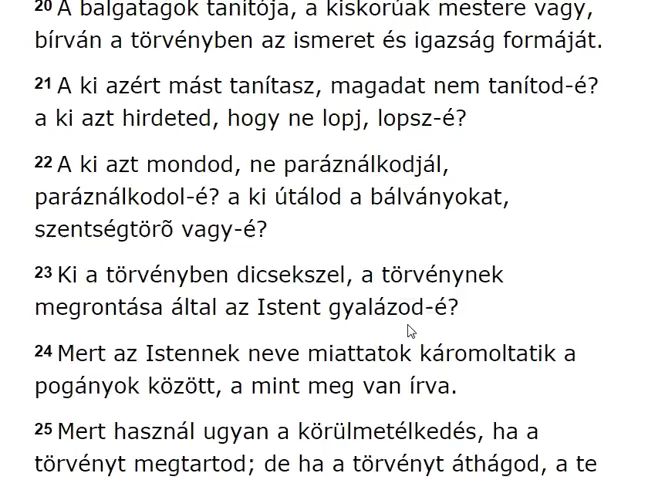 20 A balgatagok tanítója, a kiskorúak mestere vagy,
bírván a törvényben az ismeret és igazság formáját.
21 A ki azért mást tanítasz, magadat nem tanítod-é?
a ki azt hirdeted, hogy ne lopj, lopsz-é?
22 A ki azt mondod, ne paráználkodjál,
paráználkodol-é? a ki útálod a bálványokat,
szentségtörõ vagy-é?
23 Ki a törvényben dicsekszel, a törvénynek
megrontása által az Istent gyalázod-é?
24 Mert az Istennek neve miattatok káromoltatik a
pogányok között, a mint meg van írva.
25 Mert használ ugyan a körülmetélkedés, ha a
törvényt megtartod; de ha a törvényt áthágod, a te